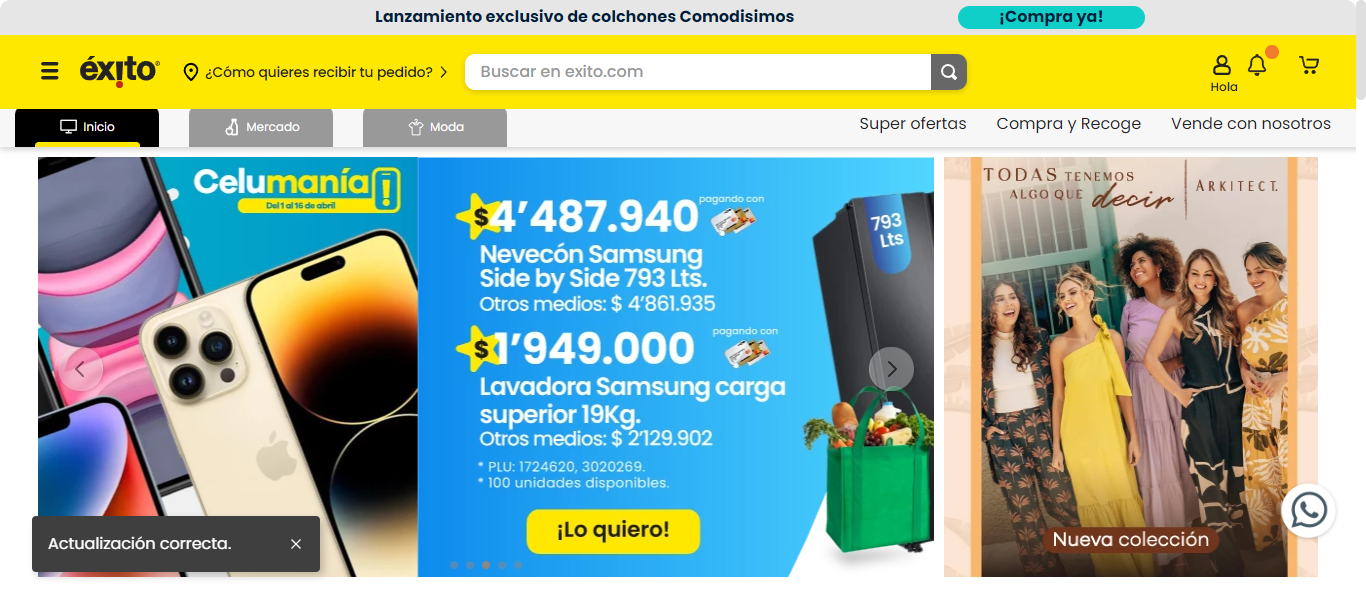 Lanzamiento exclusivo de colchones Comodisimos
¡Compra ya!
éxito
¿Cómo quieres recibir tu pedido?
Buscar en exito.com
Hola
Inicio
Mercado
Moda
Super ofertas
Compra y Recoge
Vende con nosotros
Celumanía!
Del 1 al 16 de abril
$4'487.940
pagando con
Nevecón Samsung
Side by Side 793 Lts.
Otros medios: $ 4'861.935
$1'949.000
pagando con
Lavadora Samsung carga
superior 19Kg.
Otros medios: $ 2'129.902
* PLU: 1724620, 3020269.
* 100 unidades disponibles.
¡Lo quiero!
793
Lts
TODAS TENEMOS
ALGO QUE decir
ARKITECT.
Nueva colección
Actualización correcta.